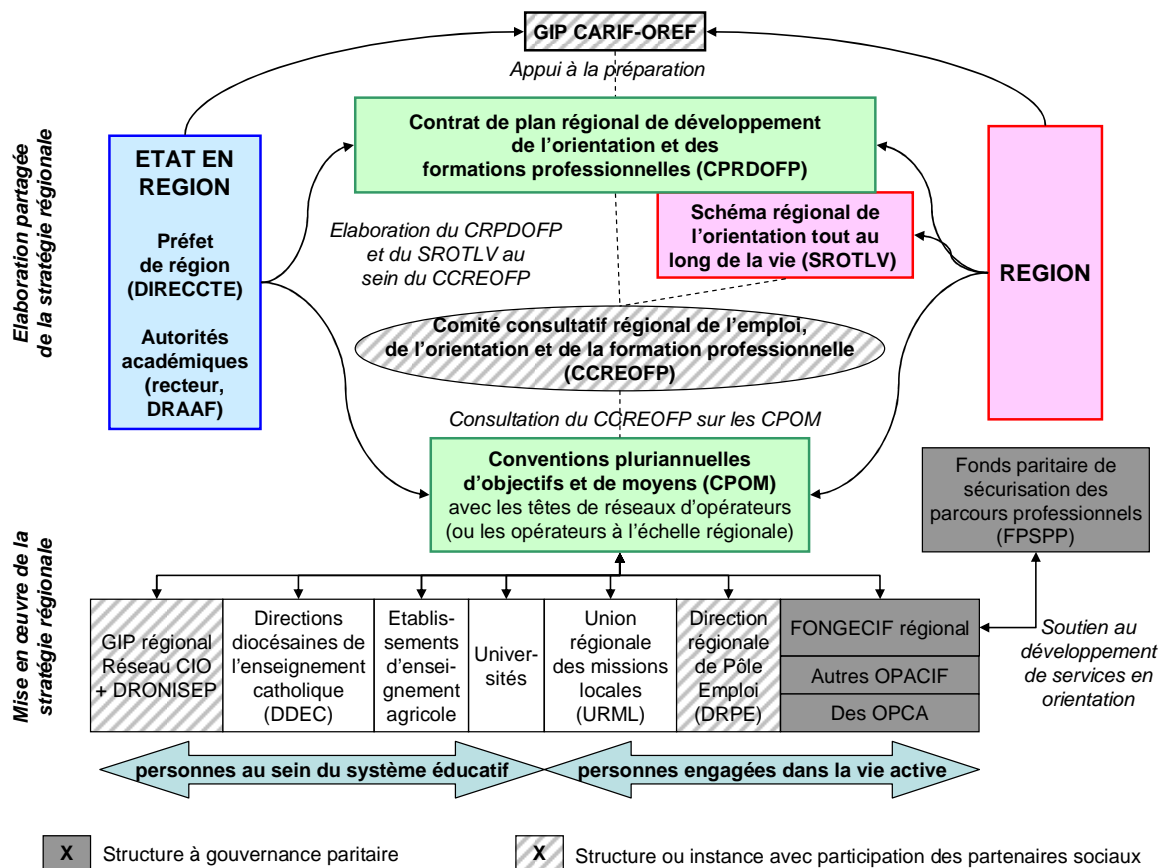 GIP CARIF-OREF
Appui à la préparation
Elaboration partagée
de la stratégie régionale
ETAT EN
REGION
Préfet
de région
(DIRECCTE)
Autorités
académiques
(recteur,
DRAAF)
Contrat de plan régional de développement
de l'orientation et des
formations professionnelles (CPRDOFP)
Schéma régional de
l'orientation tout au
long de la vie (SROTLV)
Elaboration du CRPDOFP
et du SROTLV au
sein du CCREOFP
REGION
Comité consultatif régional de l'emploi,
de l'orientation et de la formation professionnelle
(CCREOFP)
Consultation du CCREOFP sur les CPOM
Conventions pluriannuelles
d'objectifs et de moyens (CPOM)
avec les têtes de réseaux d'opérateurs
(ou les opérateurs à l'échelle régionale)
Fonds paritaire de
sécurisation des
parcours professionnels
(FPSPP)
Mise en œuvre de la
stratégie régionale
GIP régional
Réseau CIO
+ DRONISEP
Directions
diocésaines de
l'enseignement
catholique
(DDEC)
Etablis-
sements
d'ensei-
gnement
agricole
Univer-
sités
Union
régionale
des missions
locales
(URML)
Direction
régionale
de Pôle
Emploi
(DRPE)
FONGECIF régional
Autres OPACIF
Des OPCA
Soutien au
développement
de services en
orientation
personnes au sein du système éducatif
personnes engagées dans la vie active
X Structure à gouvernance paritaire
X Structure ou instance avec participation des partenaires sociaux